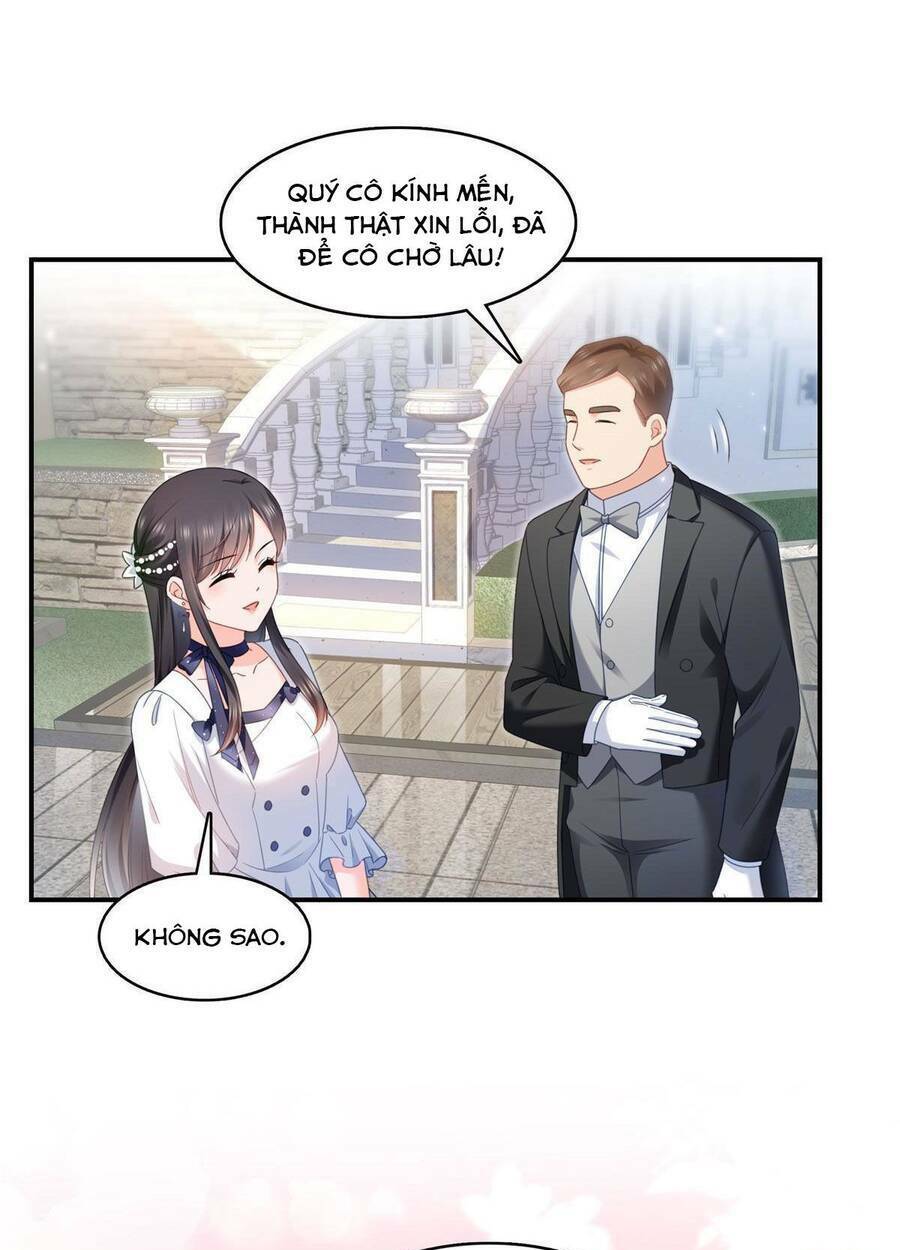 QUÝ CÔ KÍNH MẾN,
THÀNH THẬT XIN LỖI, ĐÃ
ĐỂ CÔ CHỜ LÂU!
KHÔNG SAO.